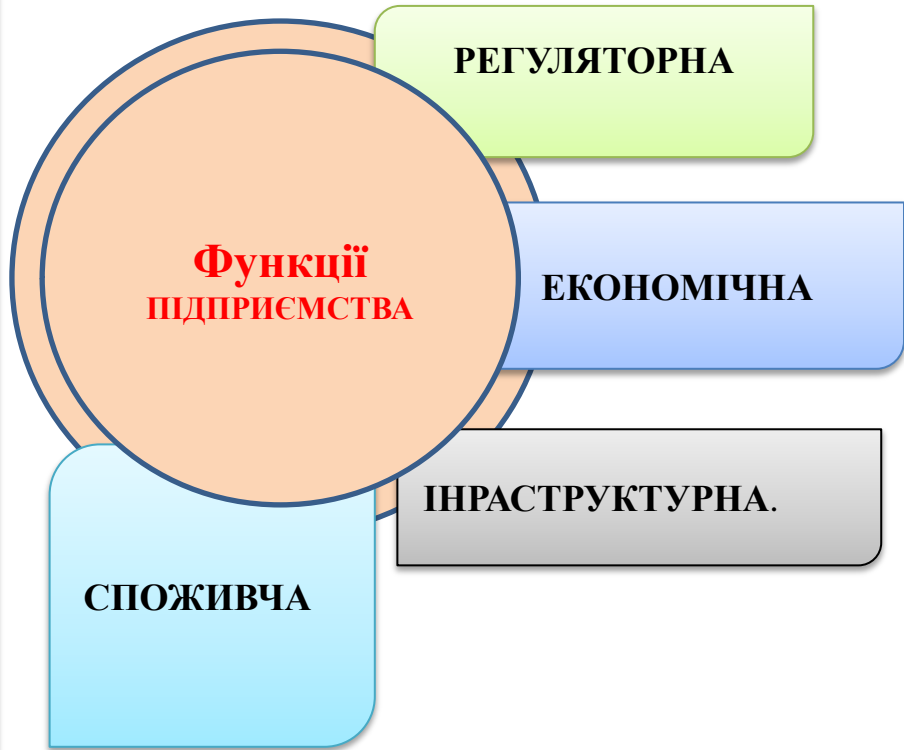 РЕГУЛЯТОРНА
Функції
ПІДПРИЄМСТВА
ЕКОНОМІЧНА
ІНРАСТРУКТУРНА.
СПОЖИВЧА